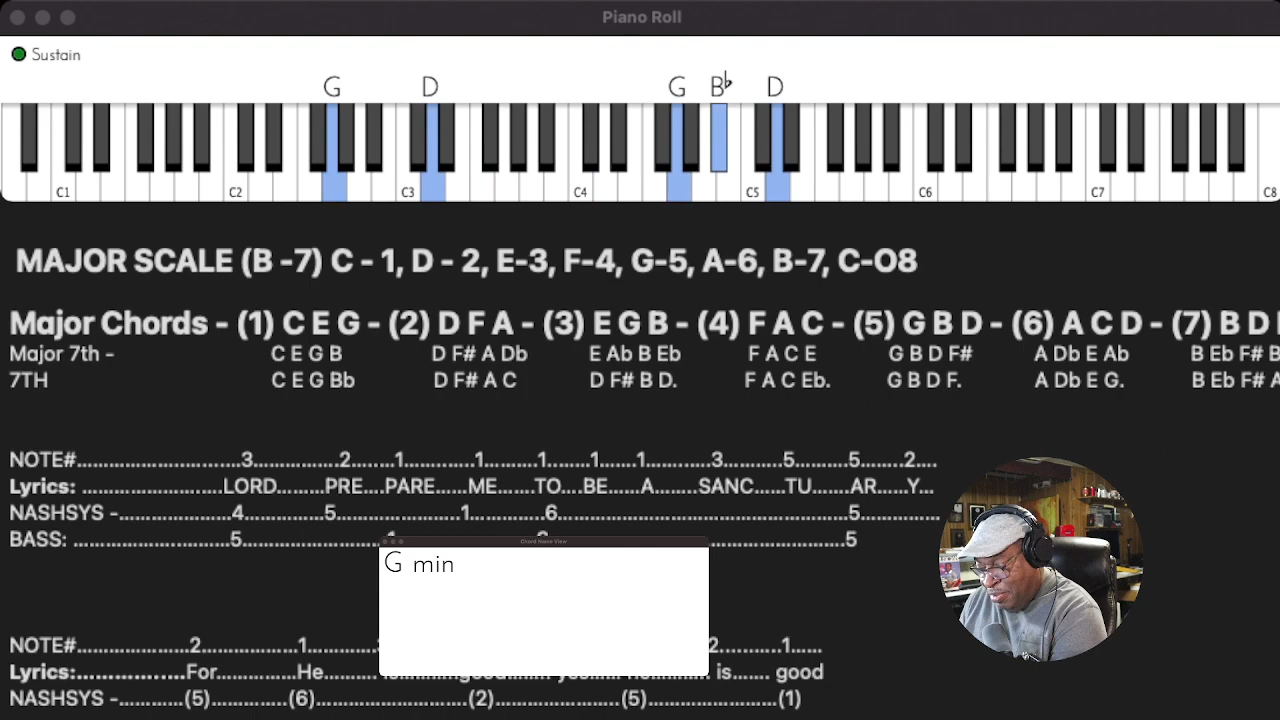 Piano Roll
Sustain
G D G B♭ D
C1 C2 C3 C4 C5 C6 C7 C8
MAJOR SCALE (B -7) C - 1, D - 2, E-3, F-4, G-5, A-6, B-7, C-O8
Major Chords - (1) C E G - (2) D F A - (3) E G B - (4) F A C - (5) G B D - (6) A C D - (7) B D
Major 7th - C E G B D F# A Db E Ab B Eb F A C E G B D F# A Db E Ab B Eb F# B
7TH C E G Bb D F# A C D F# B D. F A C Eb. G B D F. A Db E G. B Eb F# A
NOTE#...................................3....................2.......1...............1............1.........1........1............3.............5............5.........2....
Lyrics: ..............................LORD.........PRE....PARE......ME.......TO....BE......A........SANC......TU.......AR......Y...
NASHSYS -........................4.................5...........................1................6..............................................................5.................
BASS: .................................5................................................................5
Chord Name View
G min
NOTE#.........................2.....................1............ 2...........1......
Lyrics:.................For...............He........... is....... good
NASHSYS -...........(5)............(6)...........................(2)...........................(5)..........................(1)